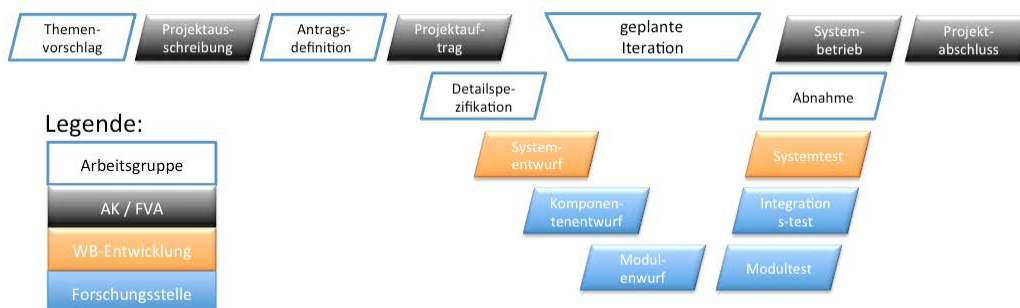 Themen-
vorschlag
Projektaus-
schreibung
Antrags-
definition
Projektauf-
trag
geplante
Iteration
System-
betrieb
Projekt-
abschluss
Detailspe-
zifikation
Abnahme
Legende:
System-
entwurf
Systemtest
Arbeitsgruppe
AK / FVA
Komponen-
tenentwurf
Integration
s-test
WB-Entwicklung
Modul-
enwurf
Modultest
Forschungsstelle